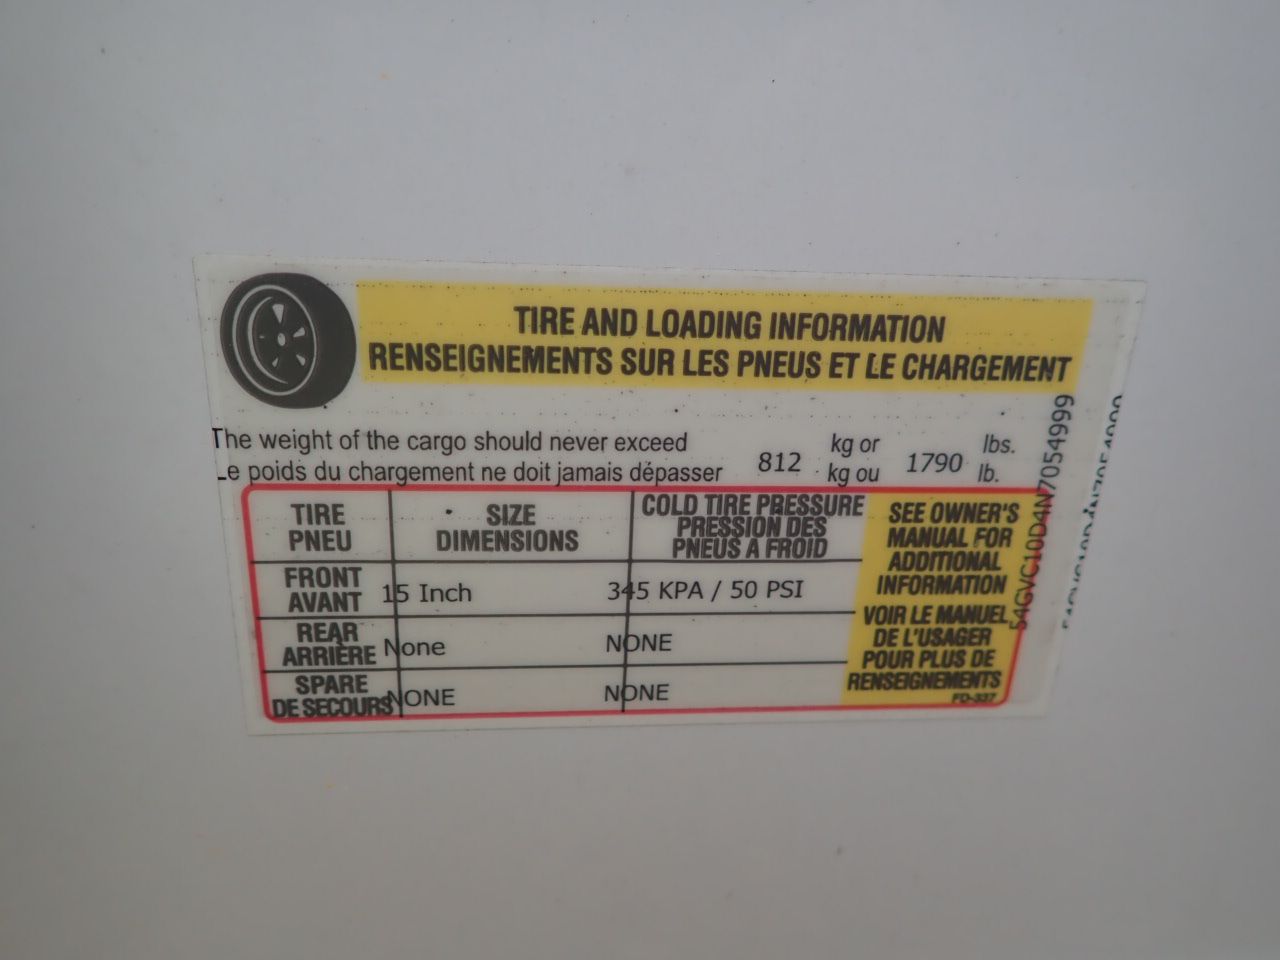 TIRE AND LOADING INFORMATION
RENSEIGNEMENTS SUR LES PNEUS ET LE CHARGEMENT
The weight of the cargo should never exceed 812 kg or 1790 lbs.
Le poids du chargement ne doit jamais dépasser kg ou lb.
TIRE SIZE COLD TIRE PRESSURE
PNEU DIMENSIONS PRESSION DES
PNEUS A FROID
FRONT
AVANT 15 Inch 345 KPA / 50 PSI
REAR
ARRIÈRE None NONE
SPARE
DE SECOURS NONE NONE
SEE OWNER'S
MANUAL FOR
ADDITIONAL
INFORMATION
VOIR LE MANUEL
DE L'USAGER
POUR PLUS DE
RENSEIGNEMENTS
FD-337
54GVC10D4N7054999